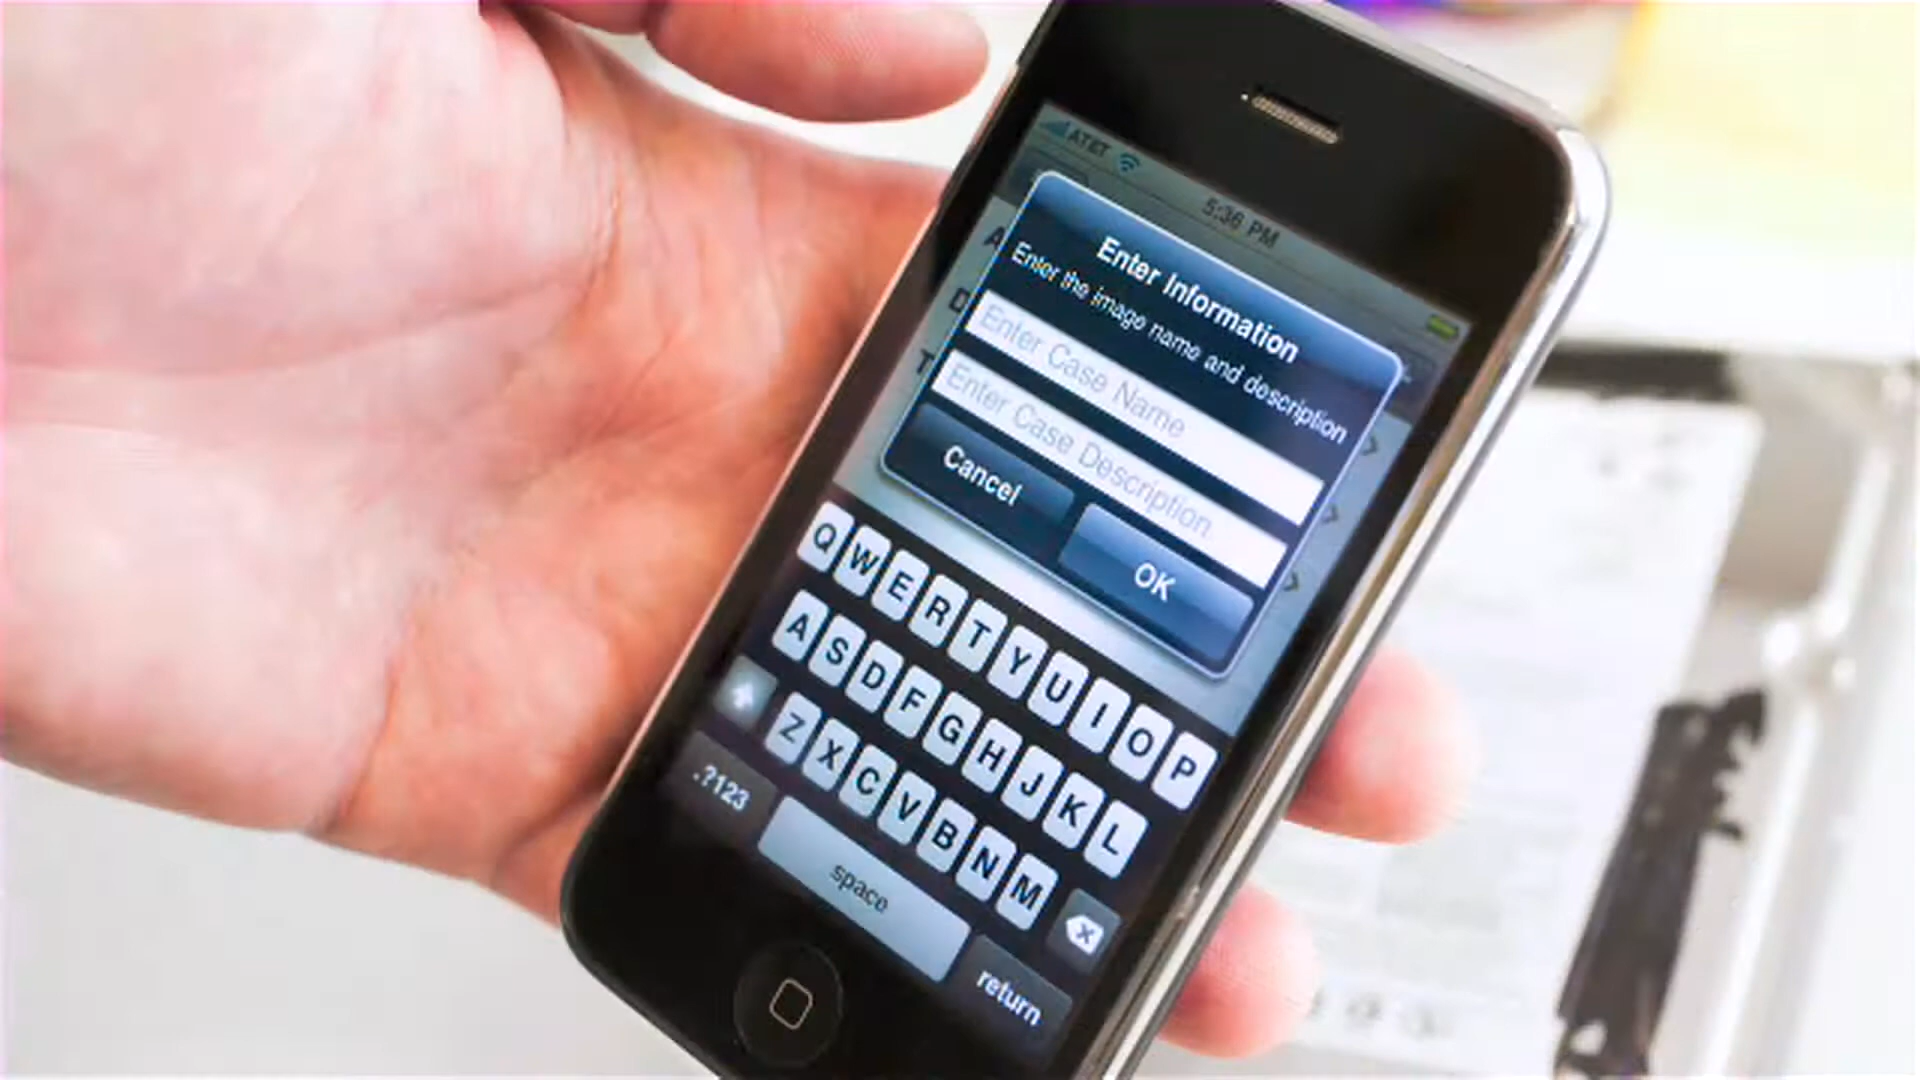 AT&T
5:36 PM
Enter Information
Enter the image name and description
Enter Case Name
Enter Case Description
Cancel
OK
A
D
T
Q W E R T Y U I O P
A S D F G H J K L
Z X C V B N M
.?123
space
return